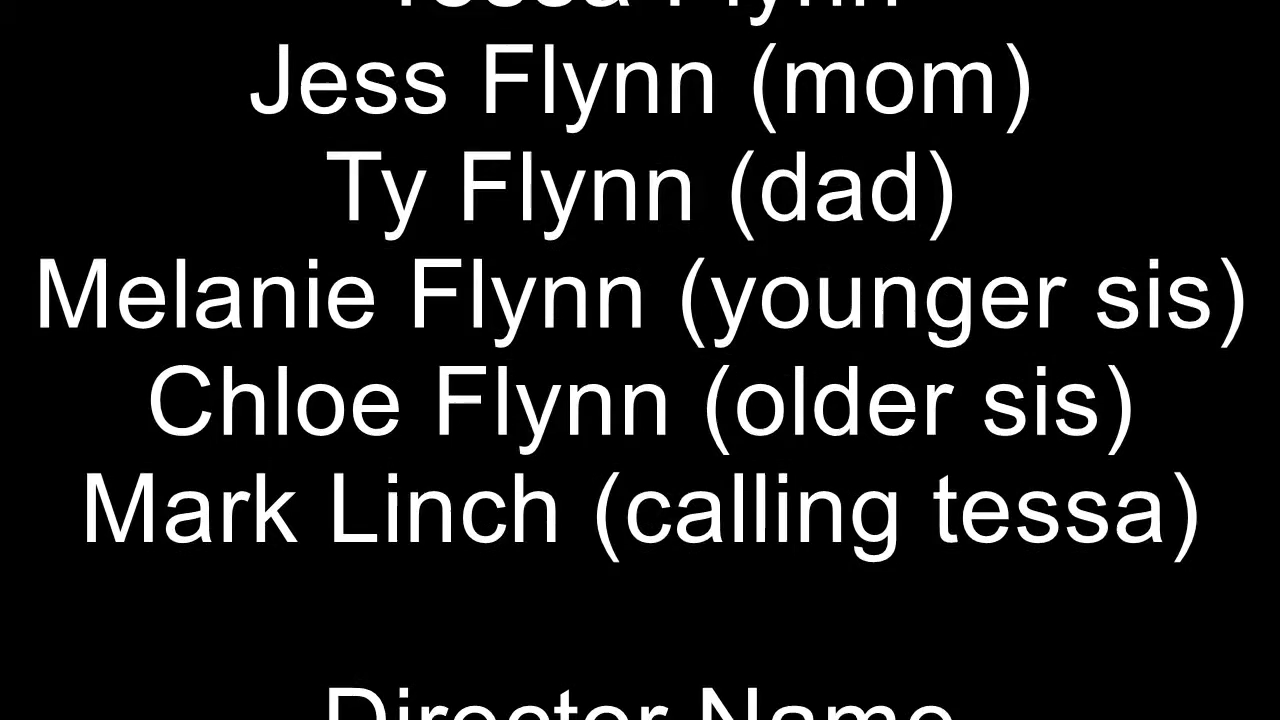 Tessa Flynn
Jess Flynn (mom)
Ty Flynn (dad)
Melanie Flynn (younger sis)
Chloe Flynn (older sis)
Mark Linch (calling tessa)
Director Name